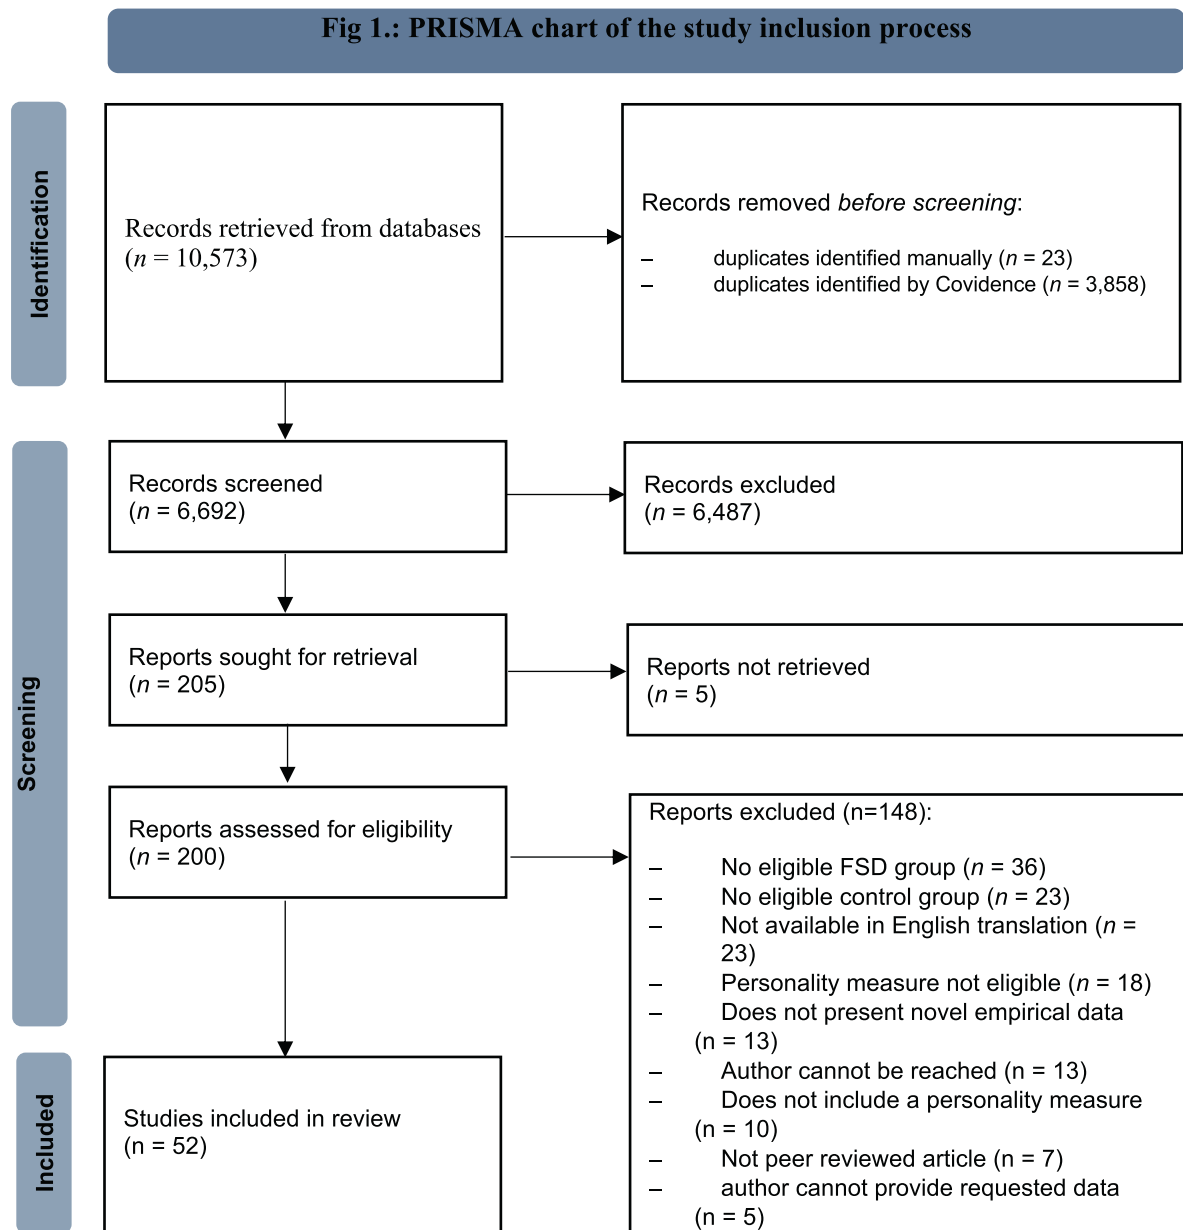 Fig 1.: PRISMA chart of the study inclusion process
Identification
Records retrieved from databases
(n = 10,573)
Records removed before screening:
– duplicates identified manually (n = 23)
– duplicates identified by Covidence (n = 3,858)
Screening
Records screened
(n = 6,692)
Records excluded
(n = 6,487)
Reports sought for retrieval
(n = 205)
Reports not retrieved
(n = 5)
Reports assessed for eligibility
(n = 200)
Reports excluded (n=148):
– No eligible FSD group (n = 36)
– No eligible control group (n = 23)
– Not available in English translation (n =
23)
– Personality measure not eligible (n = 18)
– Does not present novel empirical data
(n = 13)
– Author cannot be reached (n = 13)
– Does not include a personality measure
(n = 10)
– Not peer reviewed article (n = 7)
– author cannot provide requested data
(n = 5)
Included
Studies included in review
(n = 52)